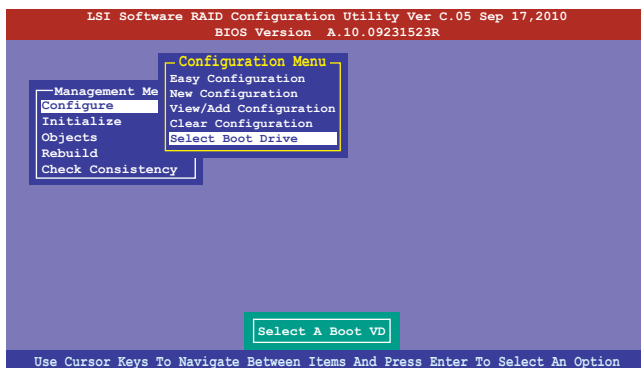 LSI Software RAID Configuration Utility Ver C.05 Sep 17,2010
BIOS Version A.10.09231523R
Configuration Menu
Easy Configuration
New Configuration
View/Add Configuration
Clear Configuration
Select Boot Drive
Management Me
Configure
Initialize
Objects
Rebuild
Check Consistency
Select A Boot VD
Use Cursor Keys To Navigate Between Items And Press Enter To Select An Option